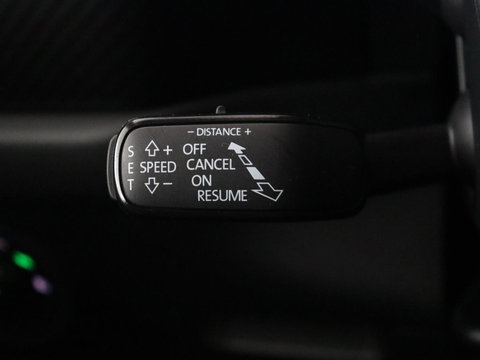 - DISTANCE +
S ⇧ + OFF
E SPEED CANCEL
T ⇩ - ON
RESUME